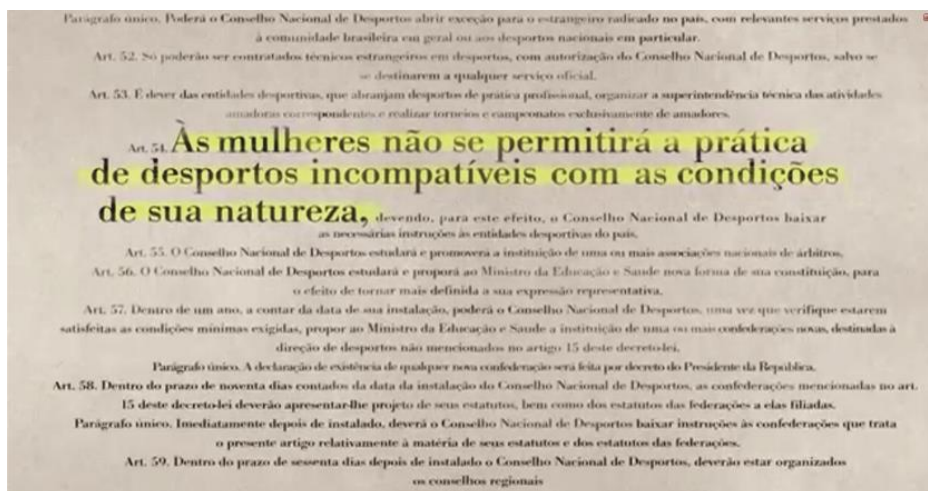 Parágrafo único. Poderá o Conselho Nacional de Desportos abrir exceção para o estrangeiro radicado no país, com relevantes serviços prestados
à comunidade brasileira em geral ou aos desportos nacionais em particular.
Art. 52. Só poderão ser contratados técnicos estrangeiros em desportos, com autorização do Conselho Nacional de Desportos, salvo se
se destinarem a qualquer serviço oficial.
Art. 53. É dever das entidades desportivas, que abranjam desportos de prática profissional, organizar a superintendência técnica das atividades
amadoras correspondentes e realizar torneios e campeonatos exclusivamente de amadores.
Art. 54. Às mulheres não se permitirá a prática
de desportos incompatíveis com as condições
de sua natureza, devendo, para este efeito, o Conselho Nacional de Desportos baixar
as necessárias instruções às entidades desportivas do país.
Art. 55. O Conselho Nacional de Desportos estudará e promoverá a instituição de uma ou mais associações nacionais de árbitros.
Art. 56. O Conselho Nacional de Desportos estudará e proporá ao Ministro da Educação e Saude nova forma de sua constituição, para
o efeito de tornar mais definida a sua expressão representativa.
Art. 57. Dentro de um ano, a contar da data de sua instalação, poderá o Conselho Nacional de Desportos, uma vez que verifique estarem
satisfeitas as condições mínimas exigidas, propor ao Ministro da Educação e Saude a instituição de uma ou mais confederações novas, destinadas à
direção de desportos não mencionados no artigo 15 deste decreto-lei.
Parágrafo único. A declaração de existência de qualquer nova confederação será feita por decreto do Presidente da República.
Art. 58. Dentro do prazo de noventa dias contados da data da instalação do Conselho Nacional de Desportos, as confederações mencionadas no art.
15 deste decreto-lei deverão apresentar-lhe projeto de seus estatutos, bem como dos estatutos das federações a elas filiadas.
Parágrafo único. Imediatamente depois de instalado, deverá o Conselho Nacional de Desportos baixar instruções às confederações que trata
o presente artigo relativamente à matéria de seus estatutos e dos estatutos das federações.
Art. 59. Dentro do prazo de sessenta dias depois de instalado o Conselho Nacional de Desportos, deverão estar organizados
os conselhos regionais